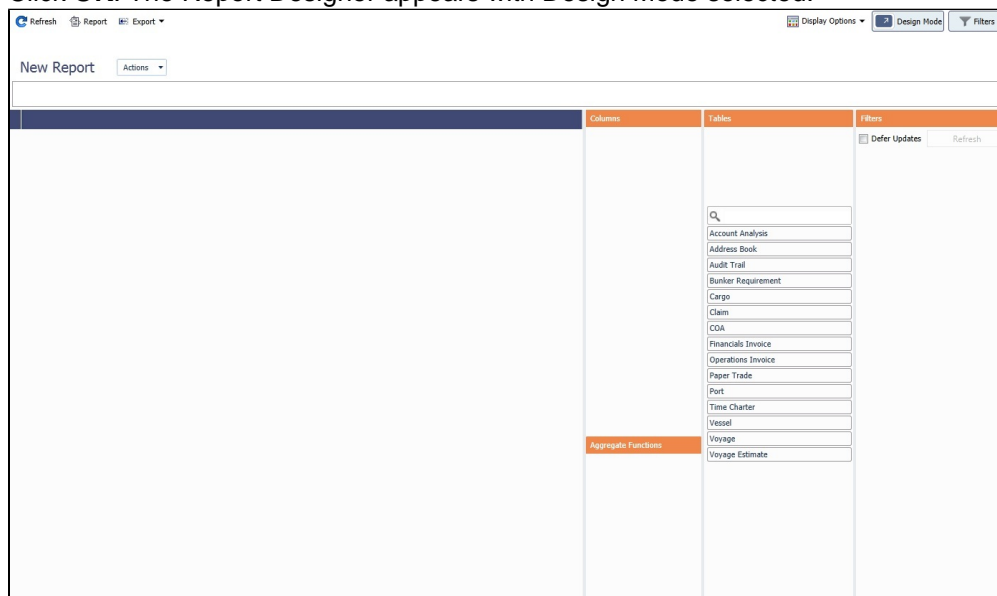 Click OK. The Report Designer appears with Design Mode selected.
Refresh Report Export Display Options Design Mode Filters
New Report Actions
Columns Tables Filters
Defer Updates Refresh
Account Analysis
Address Book
Audit Trail
Bunker Requirement
Cargo
Claim
COA
Financials Invoice
Operations Invoice
Paper Trade
Port
Time Charter
Vessel
Voyage
Aggregate Functions
Voyage Estimate